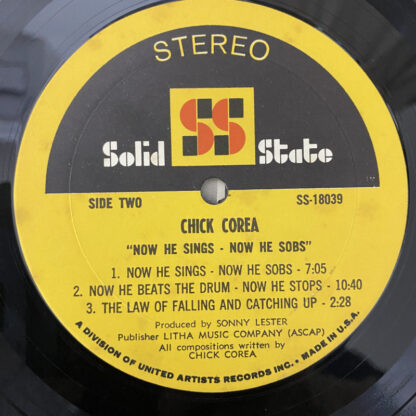 STEREO
Solid SS State
SIDE TWO SS-18039
CHICK COREA
"NOW HE SINGS - NOW HE SOBS"
1. NOW HE SINGS - NOW HE SOBS - 7:05
2. NOW HE BEATS THE DRUM - NOW HE STOPS - 10:40
3. THE LAW OF FALLING AND CATCHING UP - 2:28
Produced by SONNY LESTER
Publisher LITHA MUSIC COMPANY (ASCAP)
All compositions written by
CHICK COREA
A DIVISION OF UNITED ARTISTS RECORDS INC. • MADE IN U.S.A.